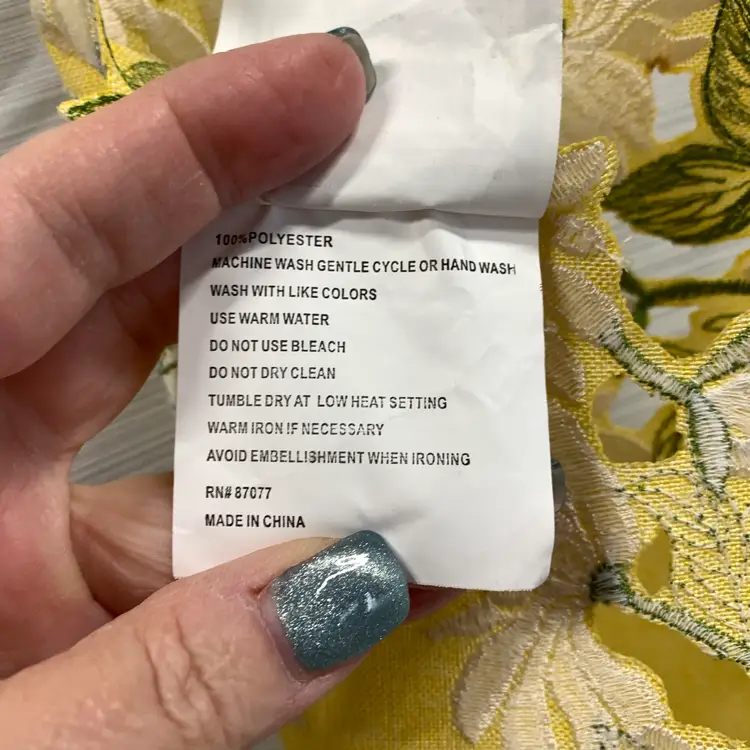 100%POLYESTER
MACHINE WASH GENTLE CYCLE OR HAND WASH
WASH WITH LIKE COLORS
USE WARM WATER
DO NOT USE BLEACH
DO NOT DRY CLEAN
TUMBLE DRY AT LOW HEAT SETTING
WARM IRON IF NECESSARY
AVOID EMBELLISHMENT WHEN IRONING
RN# 87077
MADE IN CHINA